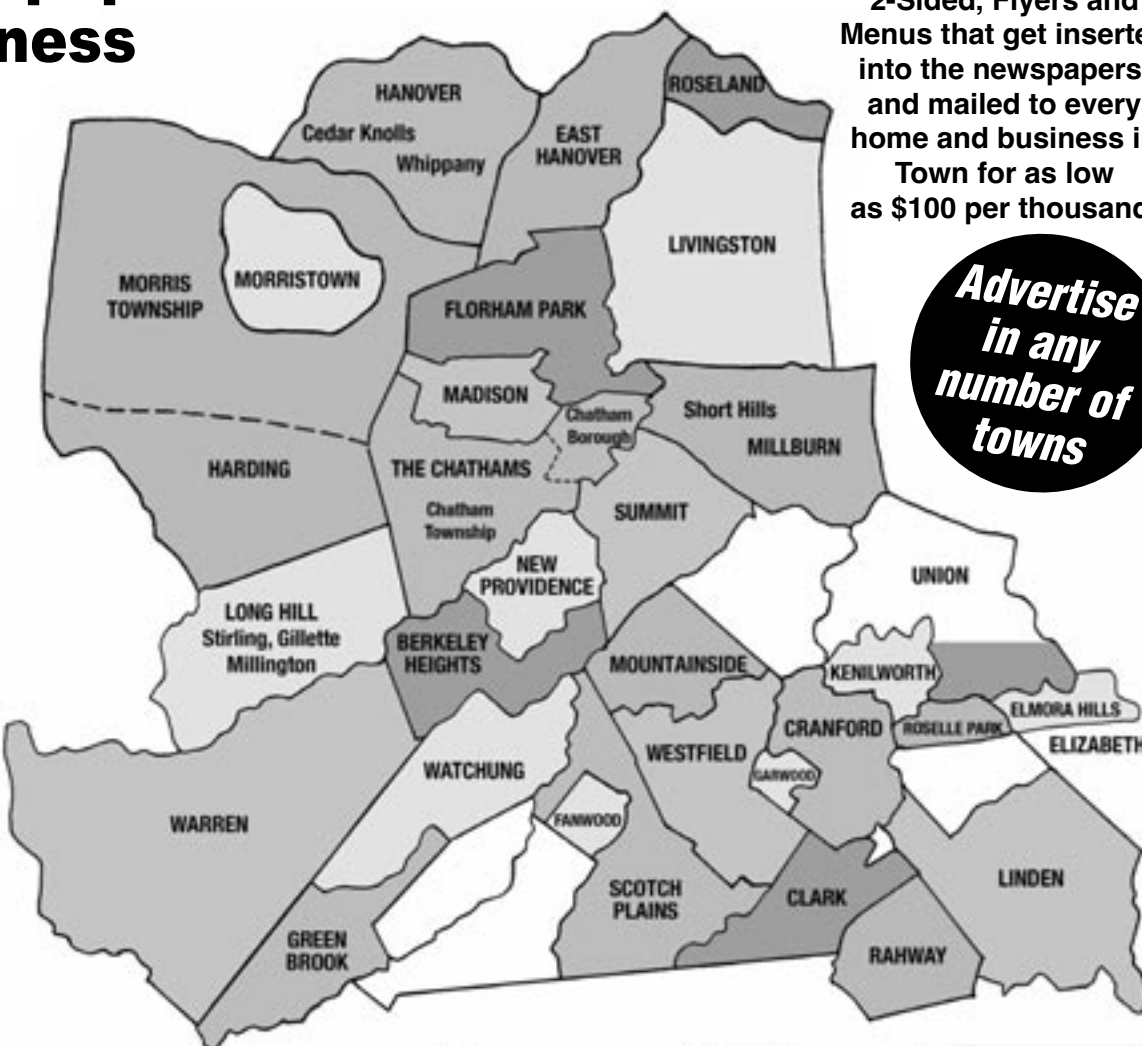 ness
2-Sided, Flyers and
Menus that get inserte
into the newspapers
and mailed to every
home and business i
Town for as low
as $100 per thousand
Advertise
in any
number of
towns
HANOVER
Cedar Knolls
Whippany
EAST
HANOVER
ROSELAND
LIVINGSTON
MORRIS
TOWNSHIP
MORRISTOWN
FLORHAM PARK
MADISON
Chatham
Borough
Short Hills
MILLBURN
HARDING
THE CHATHAMS
Chatham
Township
SUMMIT
NEW
PROVIDENCE
UNION
LONG HILL
Stirling, Gillette
Millington
BERKELEY
HEIGHTS
MOUNTAINSIDE
KENILWORTH
ELMORA HILLS
ROSELLE PARK
CRANFORD
ELIZABETH
WESTFIELD
WATCHUNG
GARWOOD
WARREN
FANWOOD
SCOTCH
PLAINS
CLARK
LINDEN
GREEN
BROOK
RAHWAY